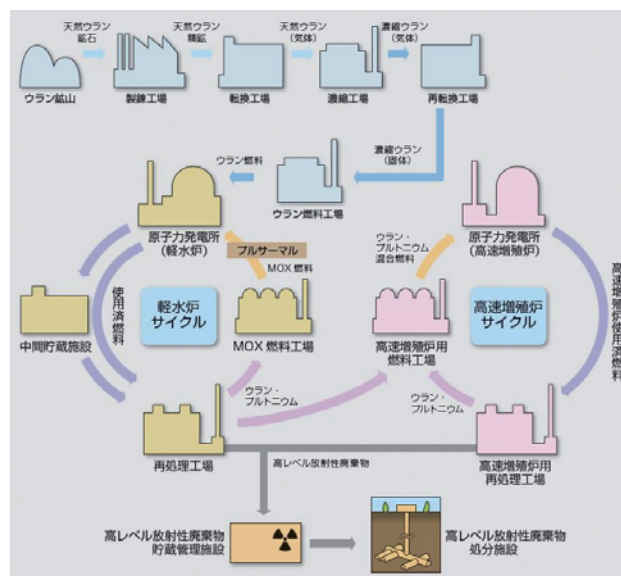 天然ウラン
鉱石
天然ウラン
精鉱
天然ウラン
(気体)
濃縮ウラン
(気体)
ウラン鉱山
製錬工場
転換工場
濃縮工場
再転換工場
ウラン燃料
濃縮ウラン
(固体)
ウラン燃料工場
原子力発電所
(軽水炉)
プルサーマル
MOX 燃料
ウラン・
プルトニウム
混合燃料
原子力発電所
(高速増殖炉)
使用済燃料
軽水炉
サイクル
高速増殖炉
サイクル
高速増殖炉使用済燃料
中間貯蔵施設
MOX 燃料工場
高速増殖炉用
燃料工場
ウラン・
プルトニウム
ウラン・
プルトニウム
再処理工場
高レベル放射性廃棄物
高速増殖炉用
再処理工場
高レベル放射性廃棄物
貯蔵管理施設
高レベル放射性廃棄物
処分施設